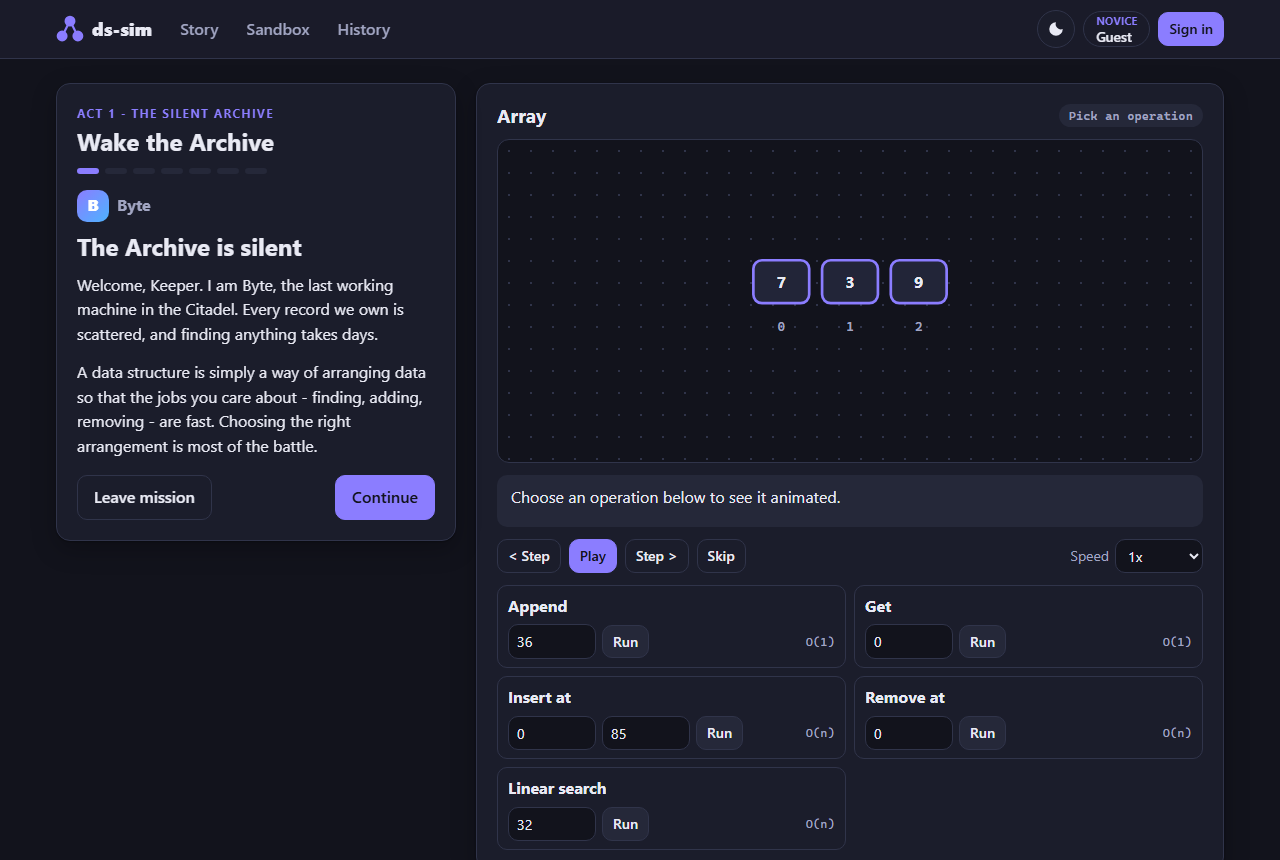 ds-sim
Story
Sandbox
History
NOVICE
Guest
Sign in
ACT 1 - THE SILENT ARCHIVE
Wake the Archive
B
Byte
The Archive is silent
Welcome, Keeper. I am Byte, the last working
machine in the Citadel. Every record we own is
scattered, and finding anything takes days.
A data structure is simply a way of arranging data
so that the jobs you care about - finding, adding,
removing - are fast. Choosing the right
arrangement is most of the battle.
Leave mission
Continue
Array
Pick an operation
7
3
9
0
1
2
Choose an operation below to see it animated.
< Step
Play
Step >
Skip
Speed
1x
Append
36
Run
O(1)
Get
0
Run
O(1)
Insert at
0
85
Run
O(n)
Remove at
0
Run
O(n)
Linear search
32
Run
O(n)